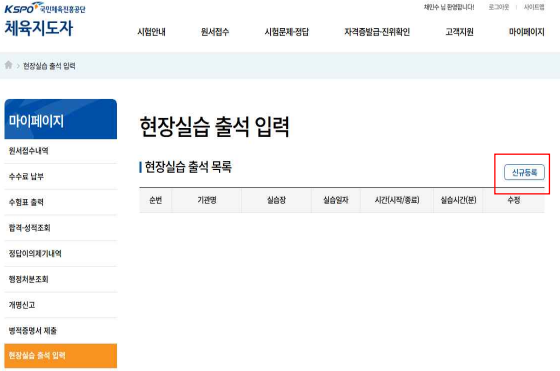 KSPO 국민체육진흥공단
체인수 님 환영합니다! 로그아웃 | 사이트맵
체육지도자
시험안내 원서접수 시험문제·정답 자격증발급·진위확인 고객지원 마이페이지
> 현장실습 출석 입력
마이페이지
원서접수내역
수수료 납부
수험표 출력
합격·성적조회
정답이의제기내역
행정처분조회
개명신고
병적증명서 제출
현장실습 출석 입력
현장실습 출석 입력
현장실습 출석 목록
신규등록
순번 기관명 실습장 실습일자 시간(시작/종료) 실습시간(분) 수정